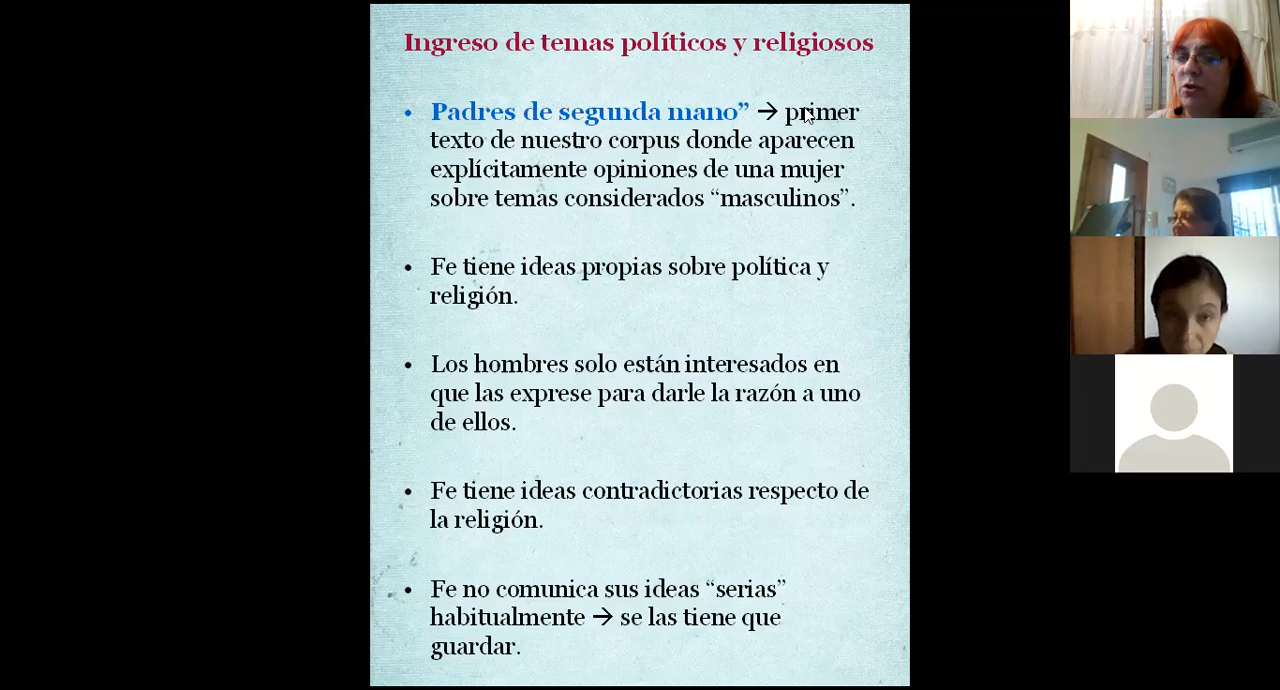 Ingreso de temas políticos y religiosos
• Padres de segunda mano” → primer
texto de nuestro corpus donde aparecen
explícitamente opiniones de una mujer
sobre temas considerados “masculinos”.
• Fe tiene ideas propias sobre política y
religión.
• Los hombres solo están interesados en
que las exprese para darle la razón a uno
de ellos.
• Fe tiene ideas contradictorias respecto de
la religión.
• Fe no comunica sus ideas “serias”
habitualmente → se las tiene que
guardar.